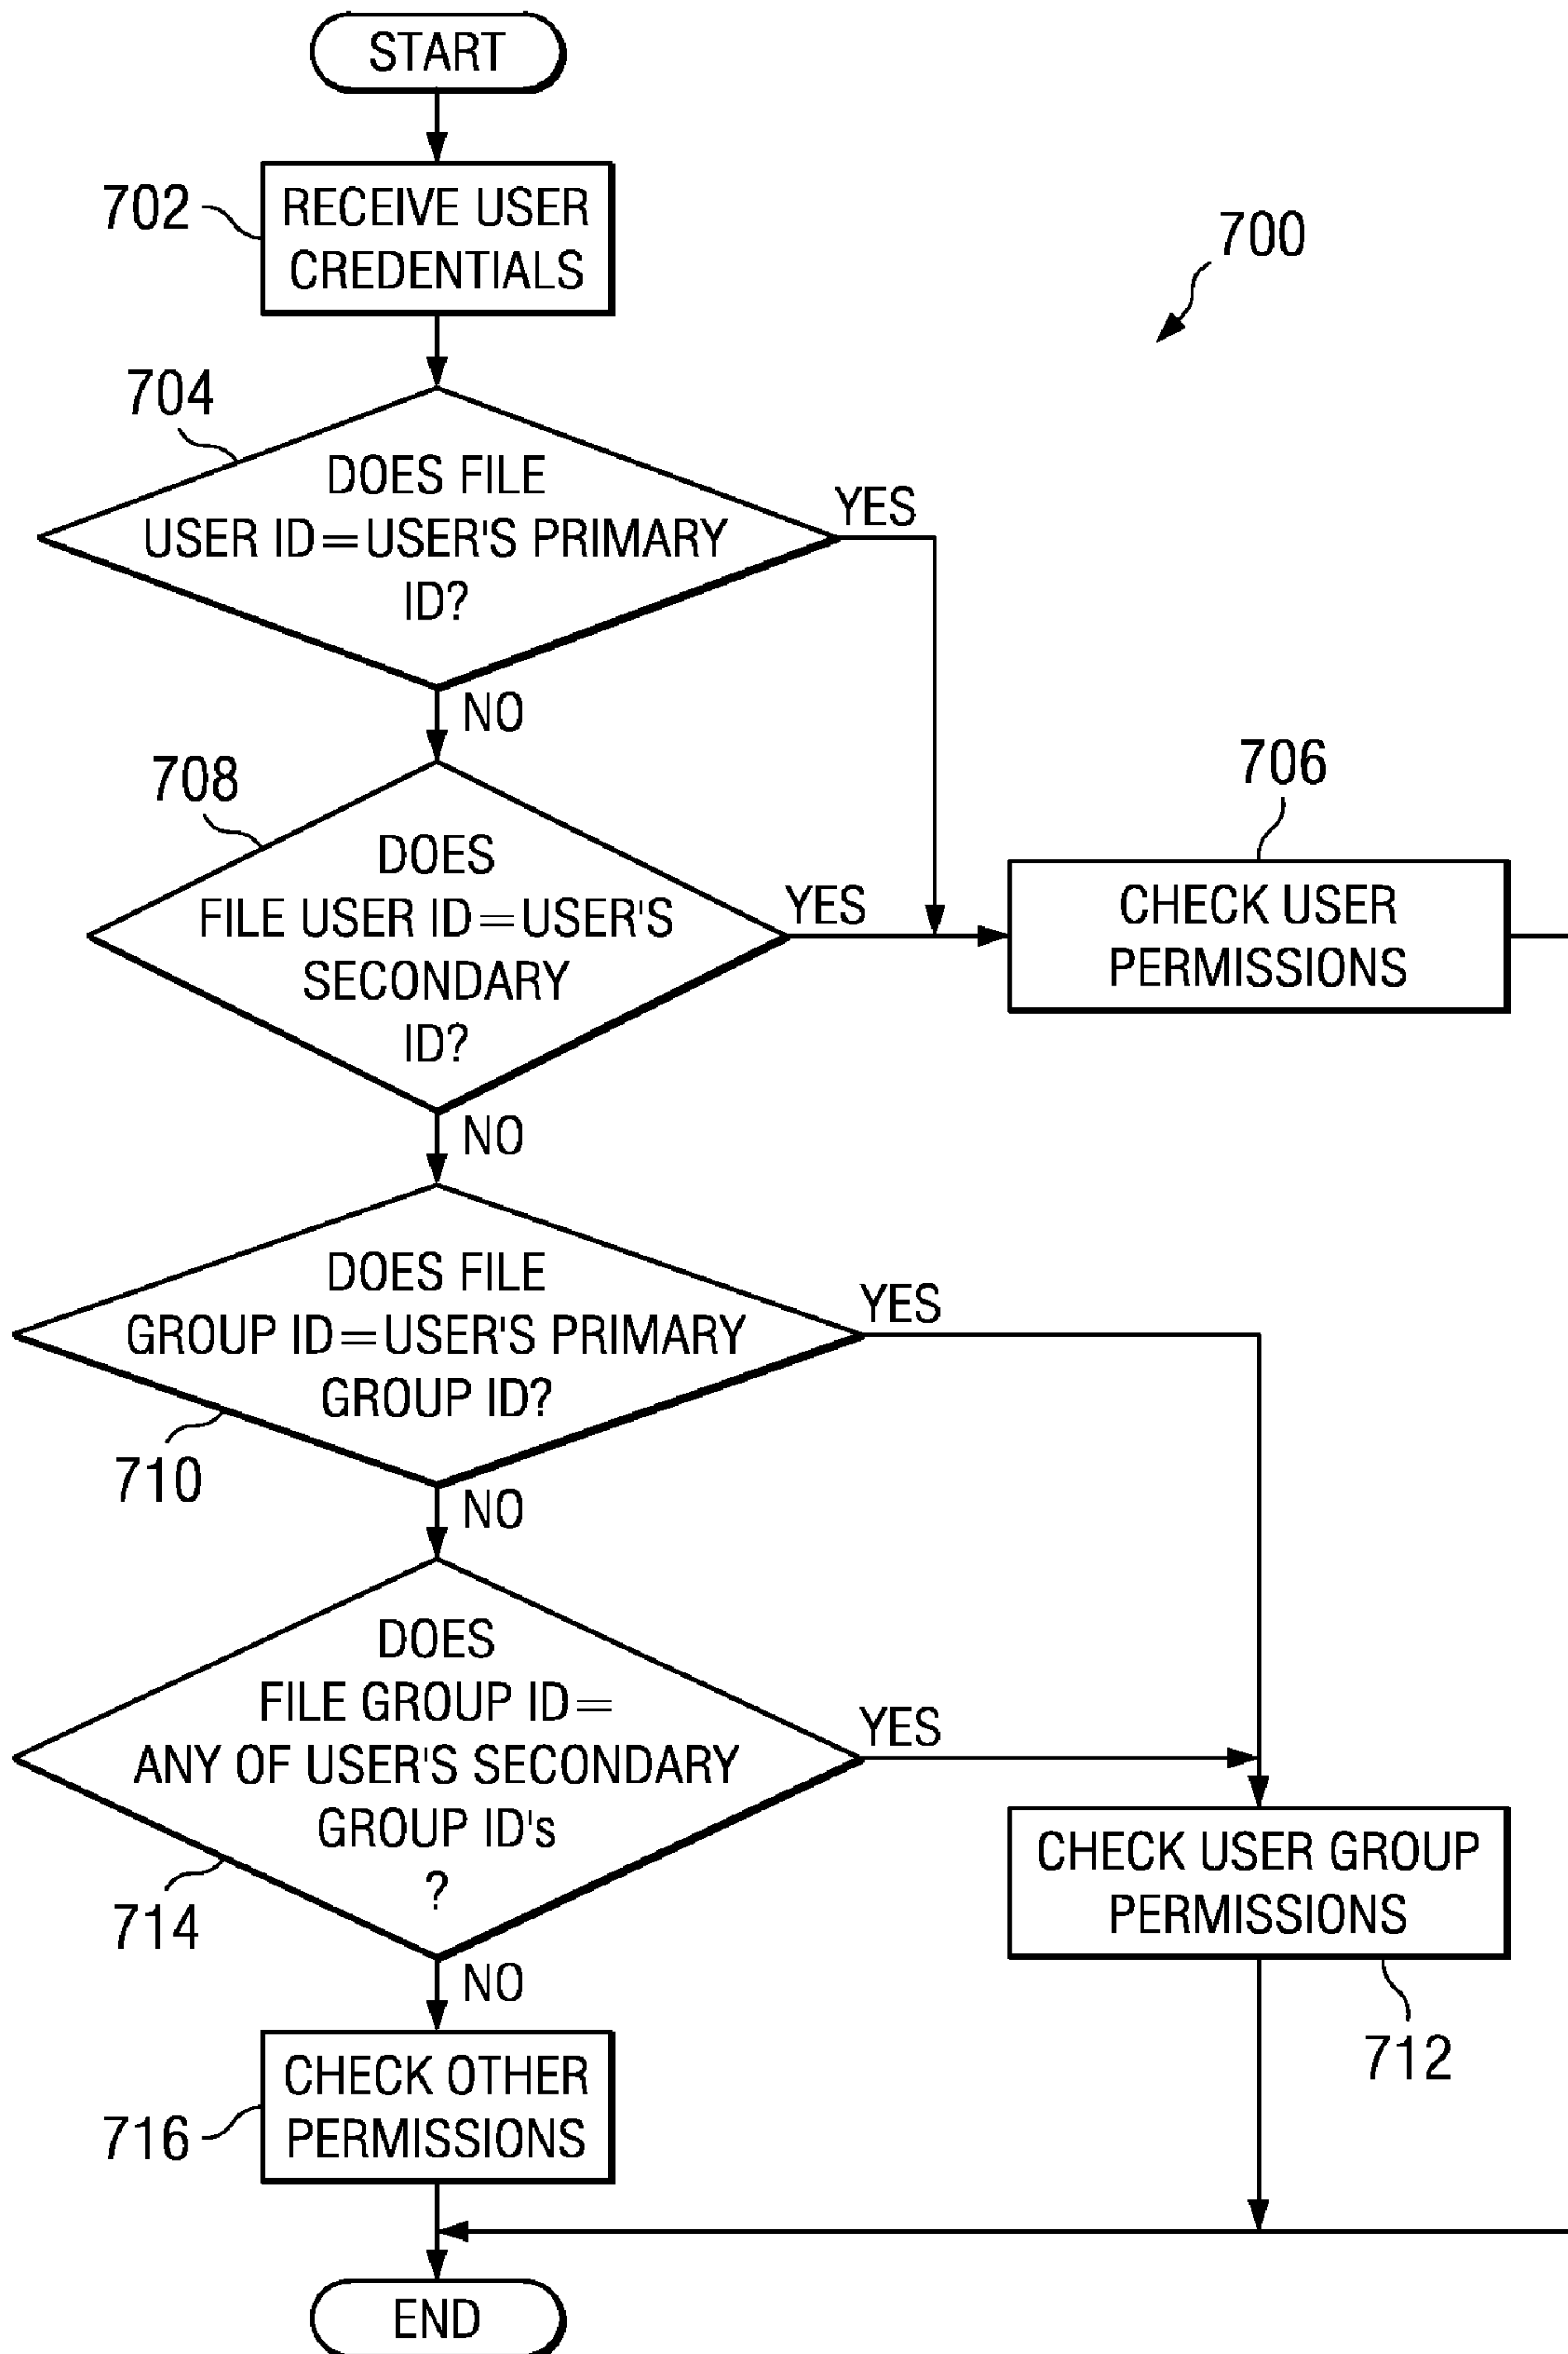 START
702
RECEIVE USER
CREDENTIALS
700
704
DOES FILE
USER ID=USER'S PRIMARY
ID?
YES
NO
708
DOES
FILE USER ID=USER'S
SECONDARY
ID?
YES
706
CHECK USER
PERMISSIONS
NO
DOES FILE
GROUP ID=USER'S PRIMARY
GROUP ID?
YES
710
NO
DOES
FILE GROUP ID=
ANY OF USER'S SECONDARY
GROUP ID's
?
YES
714
CHECK USER GROUP
PERMISSIONS
712
NO
716
CHECK OTHER
PERMISSIONS
END